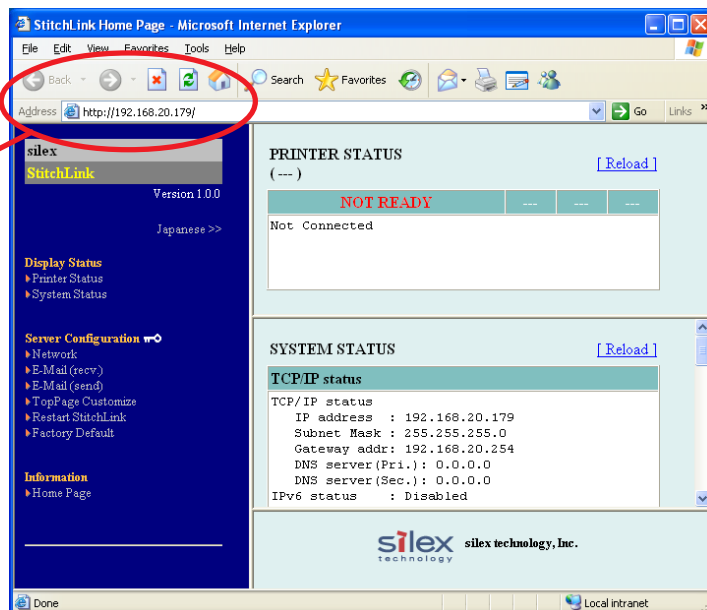 StitchLink Home Page - Microsoft Internet Explorer
File Edit View Favorites Tools Help
Back Search Favorites
Address http://192.168.20.179/ Go Links »
silex
StitchLink
Version 1.0.0
Japanese >>
Display Status
Printer Status
System Status
Server Configuration
Network
E-Mail (recv.)
E-Mail (send)
TopPage Customize
Restart StitchLink
Factory Default
Information
Home Page
PRINTER STATUS
( --- )
[ Reload ]
NOT READY --- --- ---
Not Connected
SYSTEM STATUS
[ Reload ]
TCP/IP status
TCP/IP status
IP address : 192.168.20.179
Subnet Mask : 255.255.255.0
Gateway addr: 192.168.20.254
DNS server(Pri.): 0.0.0.0
DNS server(Sec.): 0.0.0.0
IPv6 status : Disabled
silex technology
silex technology, Inc.
Done Local intranet